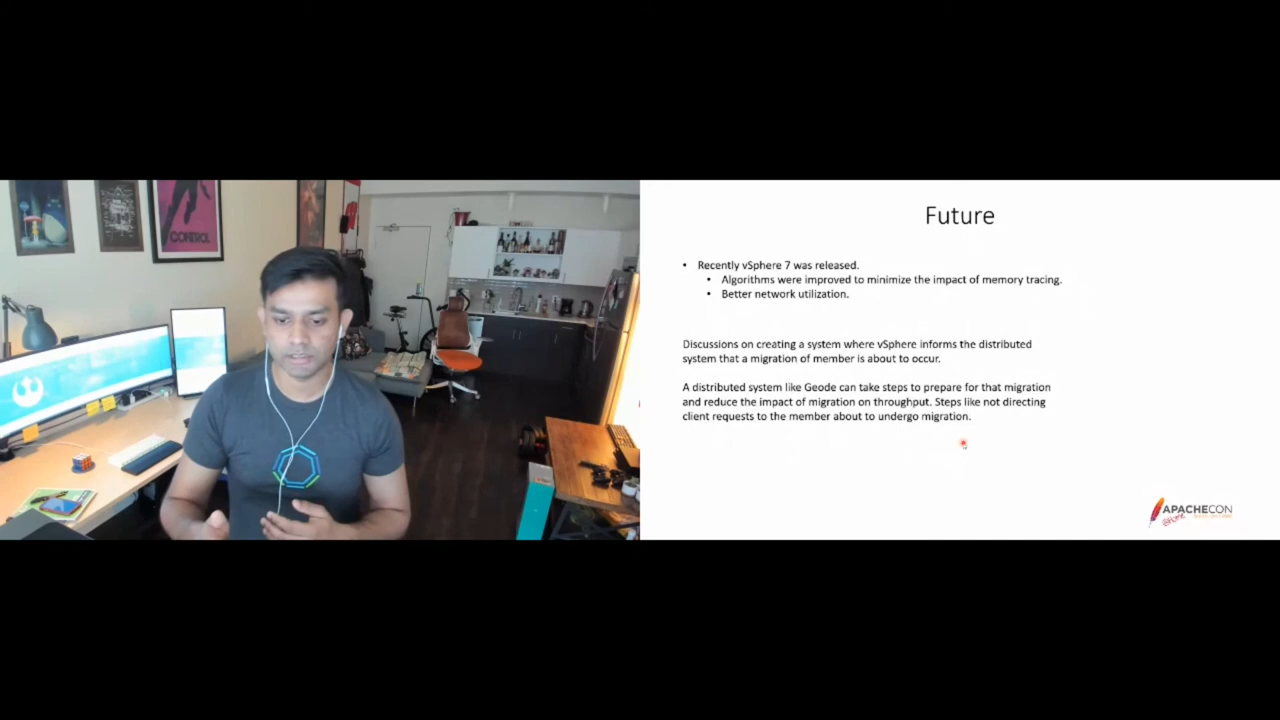 CONTROL
Future
• Recently vSphere 7 was released.
• Algorithms were improved to minimize the impact of memory tracing.
• Better network utilization.
Discussions on creating a system where vSphere informs the distributed
system that a migration of member is about to occur.
A distributed system like Geode can take steps to prepare for that migration
and reduce the impact of migration on throughput. Steps like not directing
client requests to the member about to undergo migration.
APACHECON
@Home